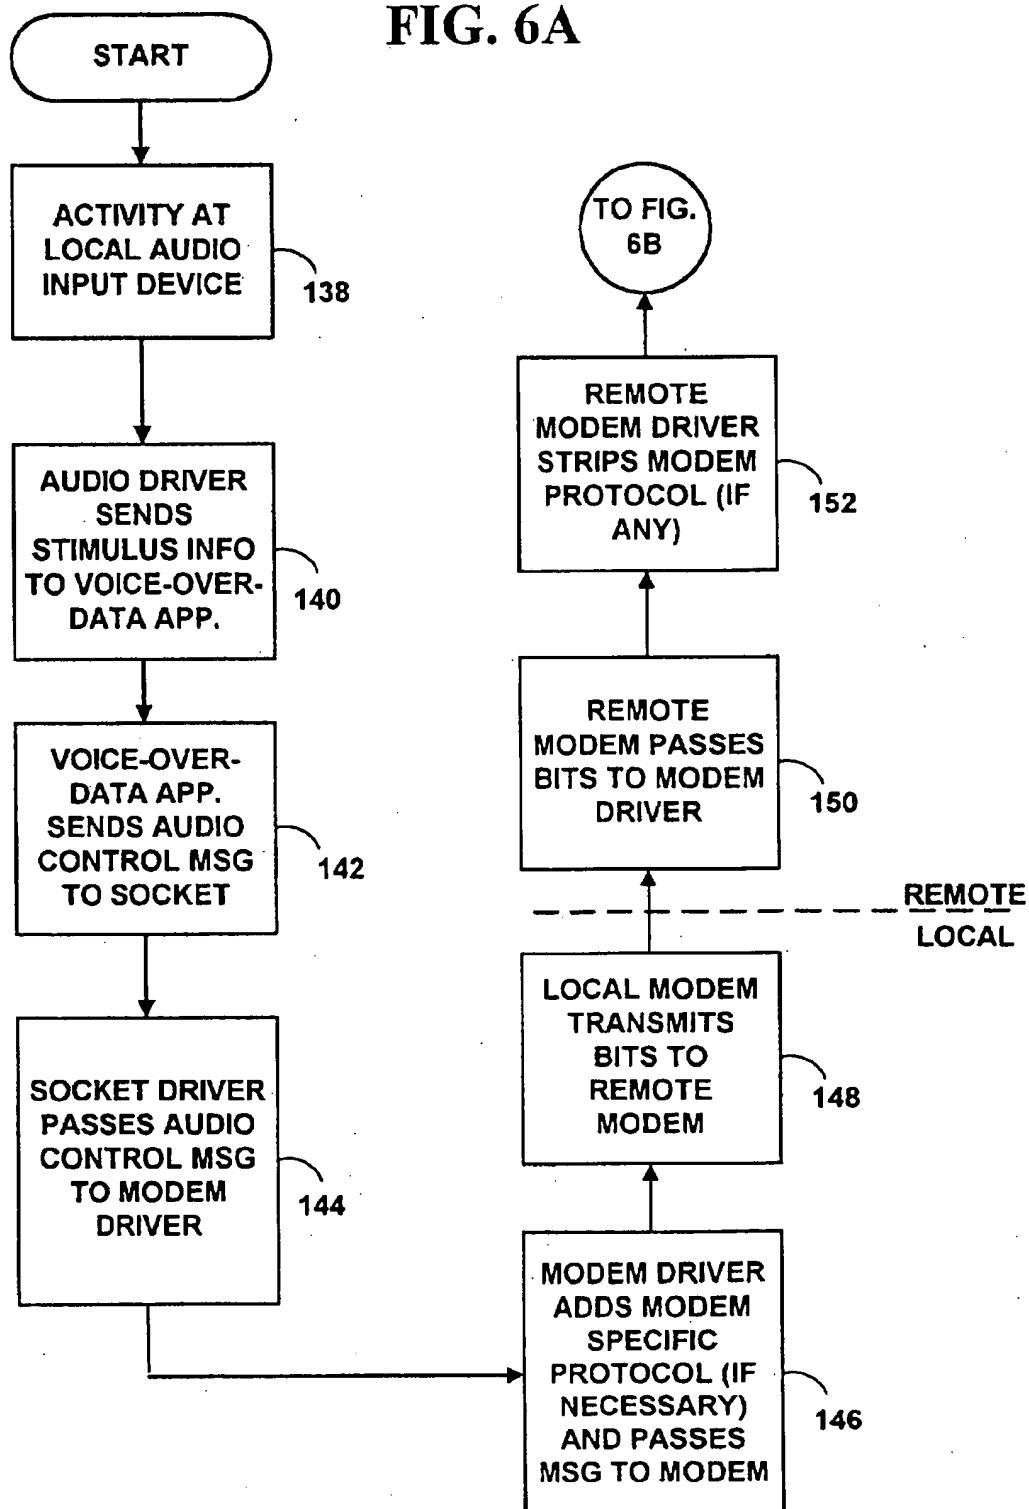 FIG. 6A
START
ACTIVITY AT
LOCAL AUDIO
INPUT DEVICE
138
AUDIO DRIVER
SENDS
STIMULUS INFO
TO VOICE-OVER-
DATA APP.
140
VOICE-OVER-
DATA APP.
SENDS AUDIO
CONTROL MSG
TO SOCKET
142
SOCKET DRIVER
PASSES AUDIO
CONTROL MSG
TO MODEM
DRIVER
144
MODEM DRIVER
ADDS MODEM
SPECIFIC
PROTOCOL (IF
NECESSARY)
AND PASSES
MSG TO MODEM
146
LOCAL MODEM
TRANSMITS
BITS TO
REMOTE
MODEM
148
REMOTE
LOCAL
REMOTE
MODEM PASSES
BITS TO MODEM
DRIVER
150
REMOTE
MODEM DRIVER
STRIPS MODEM
PROTOCOL (IF
ANY)
152
TO FIG.
6B